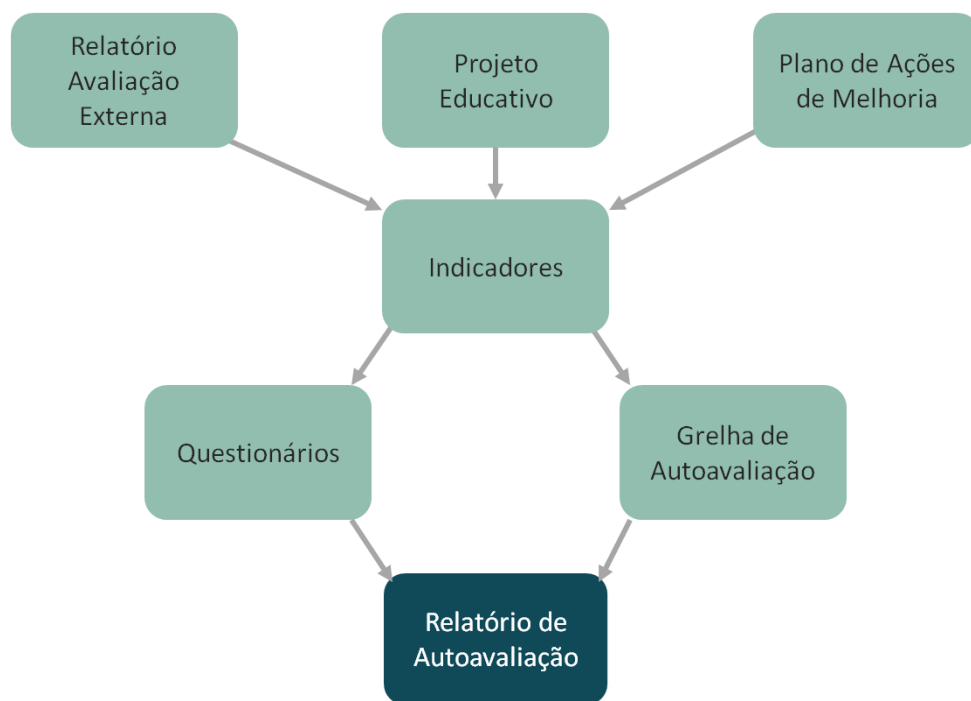 Relatório
Avaliação
Externa
Projeto
Educativo
Plano de Ações
de Melhoria
Indicadores
Questionários
Grelha de
Autoavaliação
Relatório de
Autoavaliação